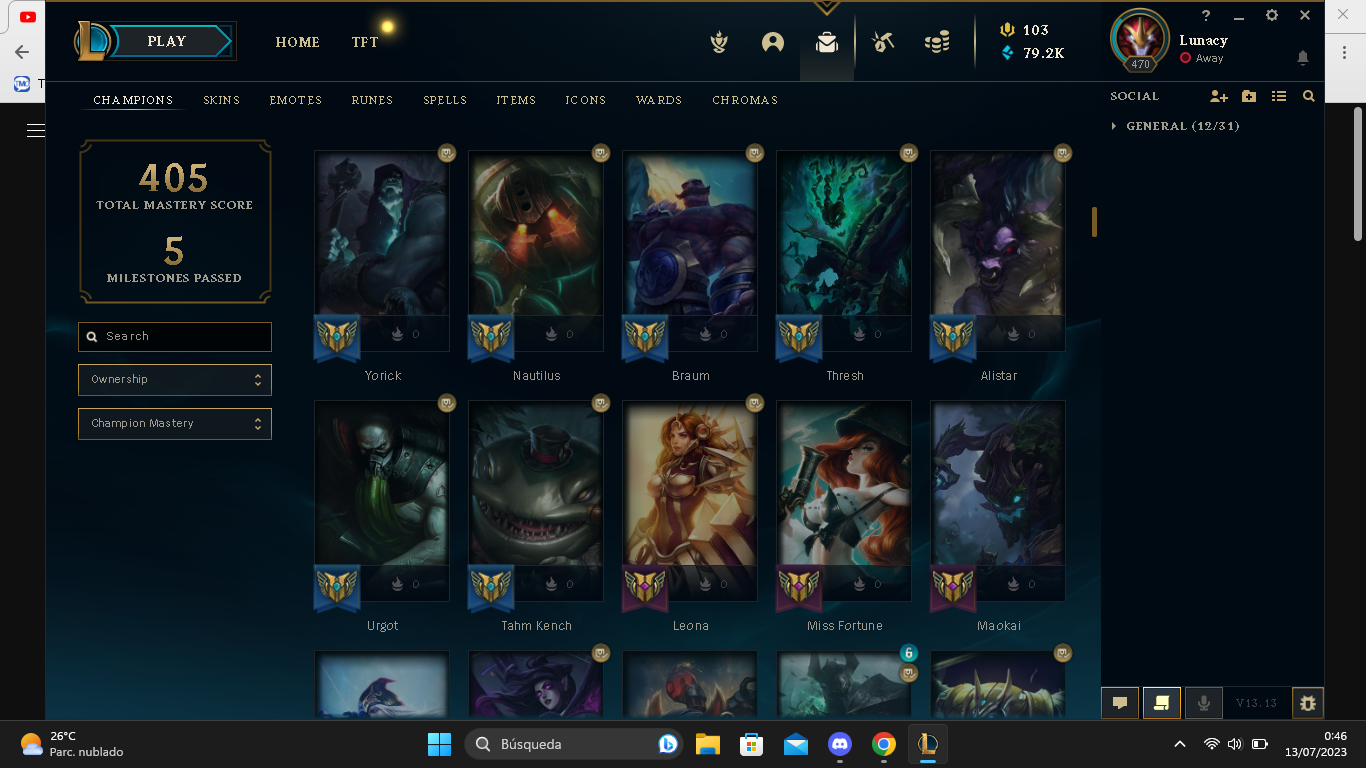 PLAY
HOME
TFT
103
79.2K
?
Lunacy
Away
470
CHAMPIONS
SKINS
EMOTES
RUNES
SPELLS
ITEMS
ICONS
WARDS
CHROMAS
SOCIAL
GENERAL (12/31)
405
TOTAL MASTERY SCORE
5
MILESTONES PASSED
Search
Ownership
Champion Mastery
0
0
0
0
0
Yorick
Nautilus
Braum
Thresh
Alistar
0
0
0
0
0
Urgot
Tahm Kench
Leona
Miss Fortune
Maokai
6
V13.13
26°C
Parc. nublado
Búsqueda
0:46
13/07/2023